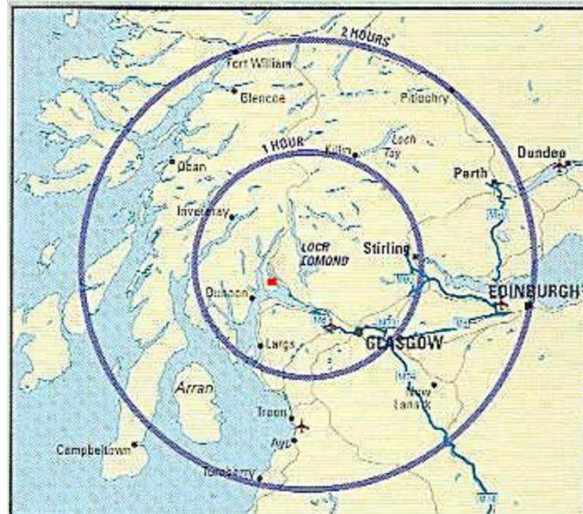 2 HOURS
Fort William
Glencoe
Pitlochry
1 HOUR
Killin
Loch
Tay
Dundee
Oban
Perth
Inveraray
LOCH
LOMOND
Stirling
Dunoon
EDINBURGH
GLASGOW
Largs
Arran
New
Lanark
Troon
Ayr
Campbeltown
Turnberry